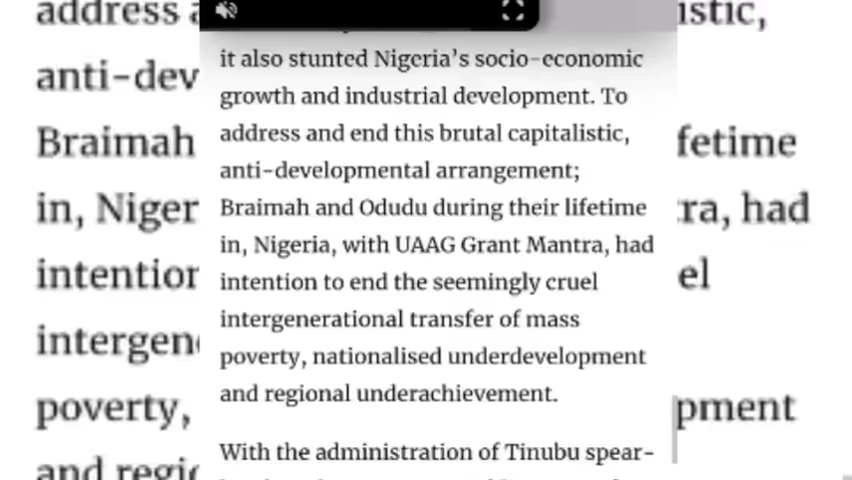 it also stunted Nigeria's socio-economic
growth and industrial development. To
address and end this brutal capitalistic,
anti-developmental arrangement;
Braimah and Odudu during their lifetime
in, Nigeria, with UAAG Grant Mantra, had
intention to end the seemingly cruel
intergenerational transfer of mass
poverty, nationalised underdevelopment
and regional underachievement.
With the administration of Tinubu spear-